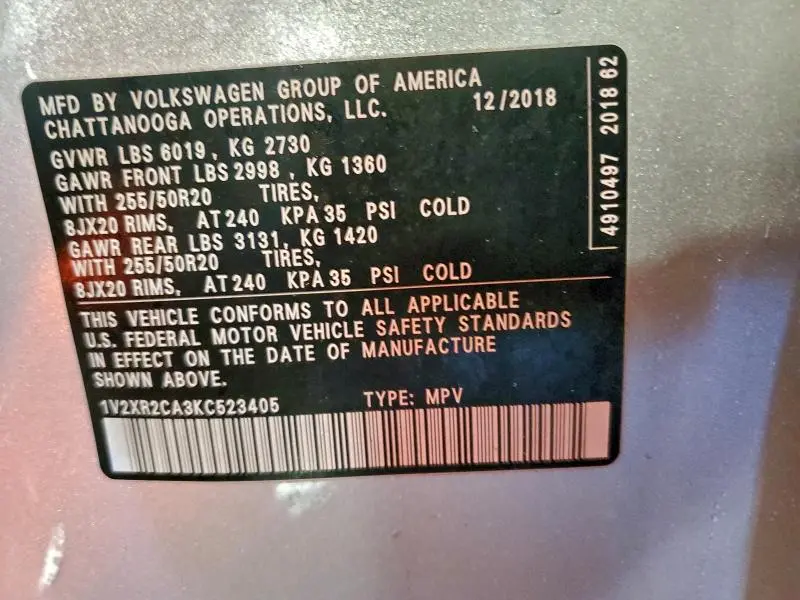 MFD BY VOLKSWAGEN GROUP OF AMERICA
CHATTANOOGA OPERATIONS, LLC. 12/2018
GVWR LBS 6019, KG 2730
GAWR FRONT LBS 2998, KG 1360
WITH 255/50R20 TIRES,
8JX20 RIMS, AT 240 KPA 35 PSI COLD
GAWR REAR LBS 3131, KG 1420
WITH 255/50R20 TIRES,
8JX20 RIMS, AT 240 KPA 35 PSI COLD
THIS VEHICLE CONFORMS TO ALL APPLICABLE
U.S. FEDERAL MOTOR VEHICLE SAFETY STANDARDS
IN EFFECT ON THE DATE OF MANUFACTURE
SHOWN ABOVE.
1V2XR2CA3KC523405 TYPE: MPV
4910497 2018 62